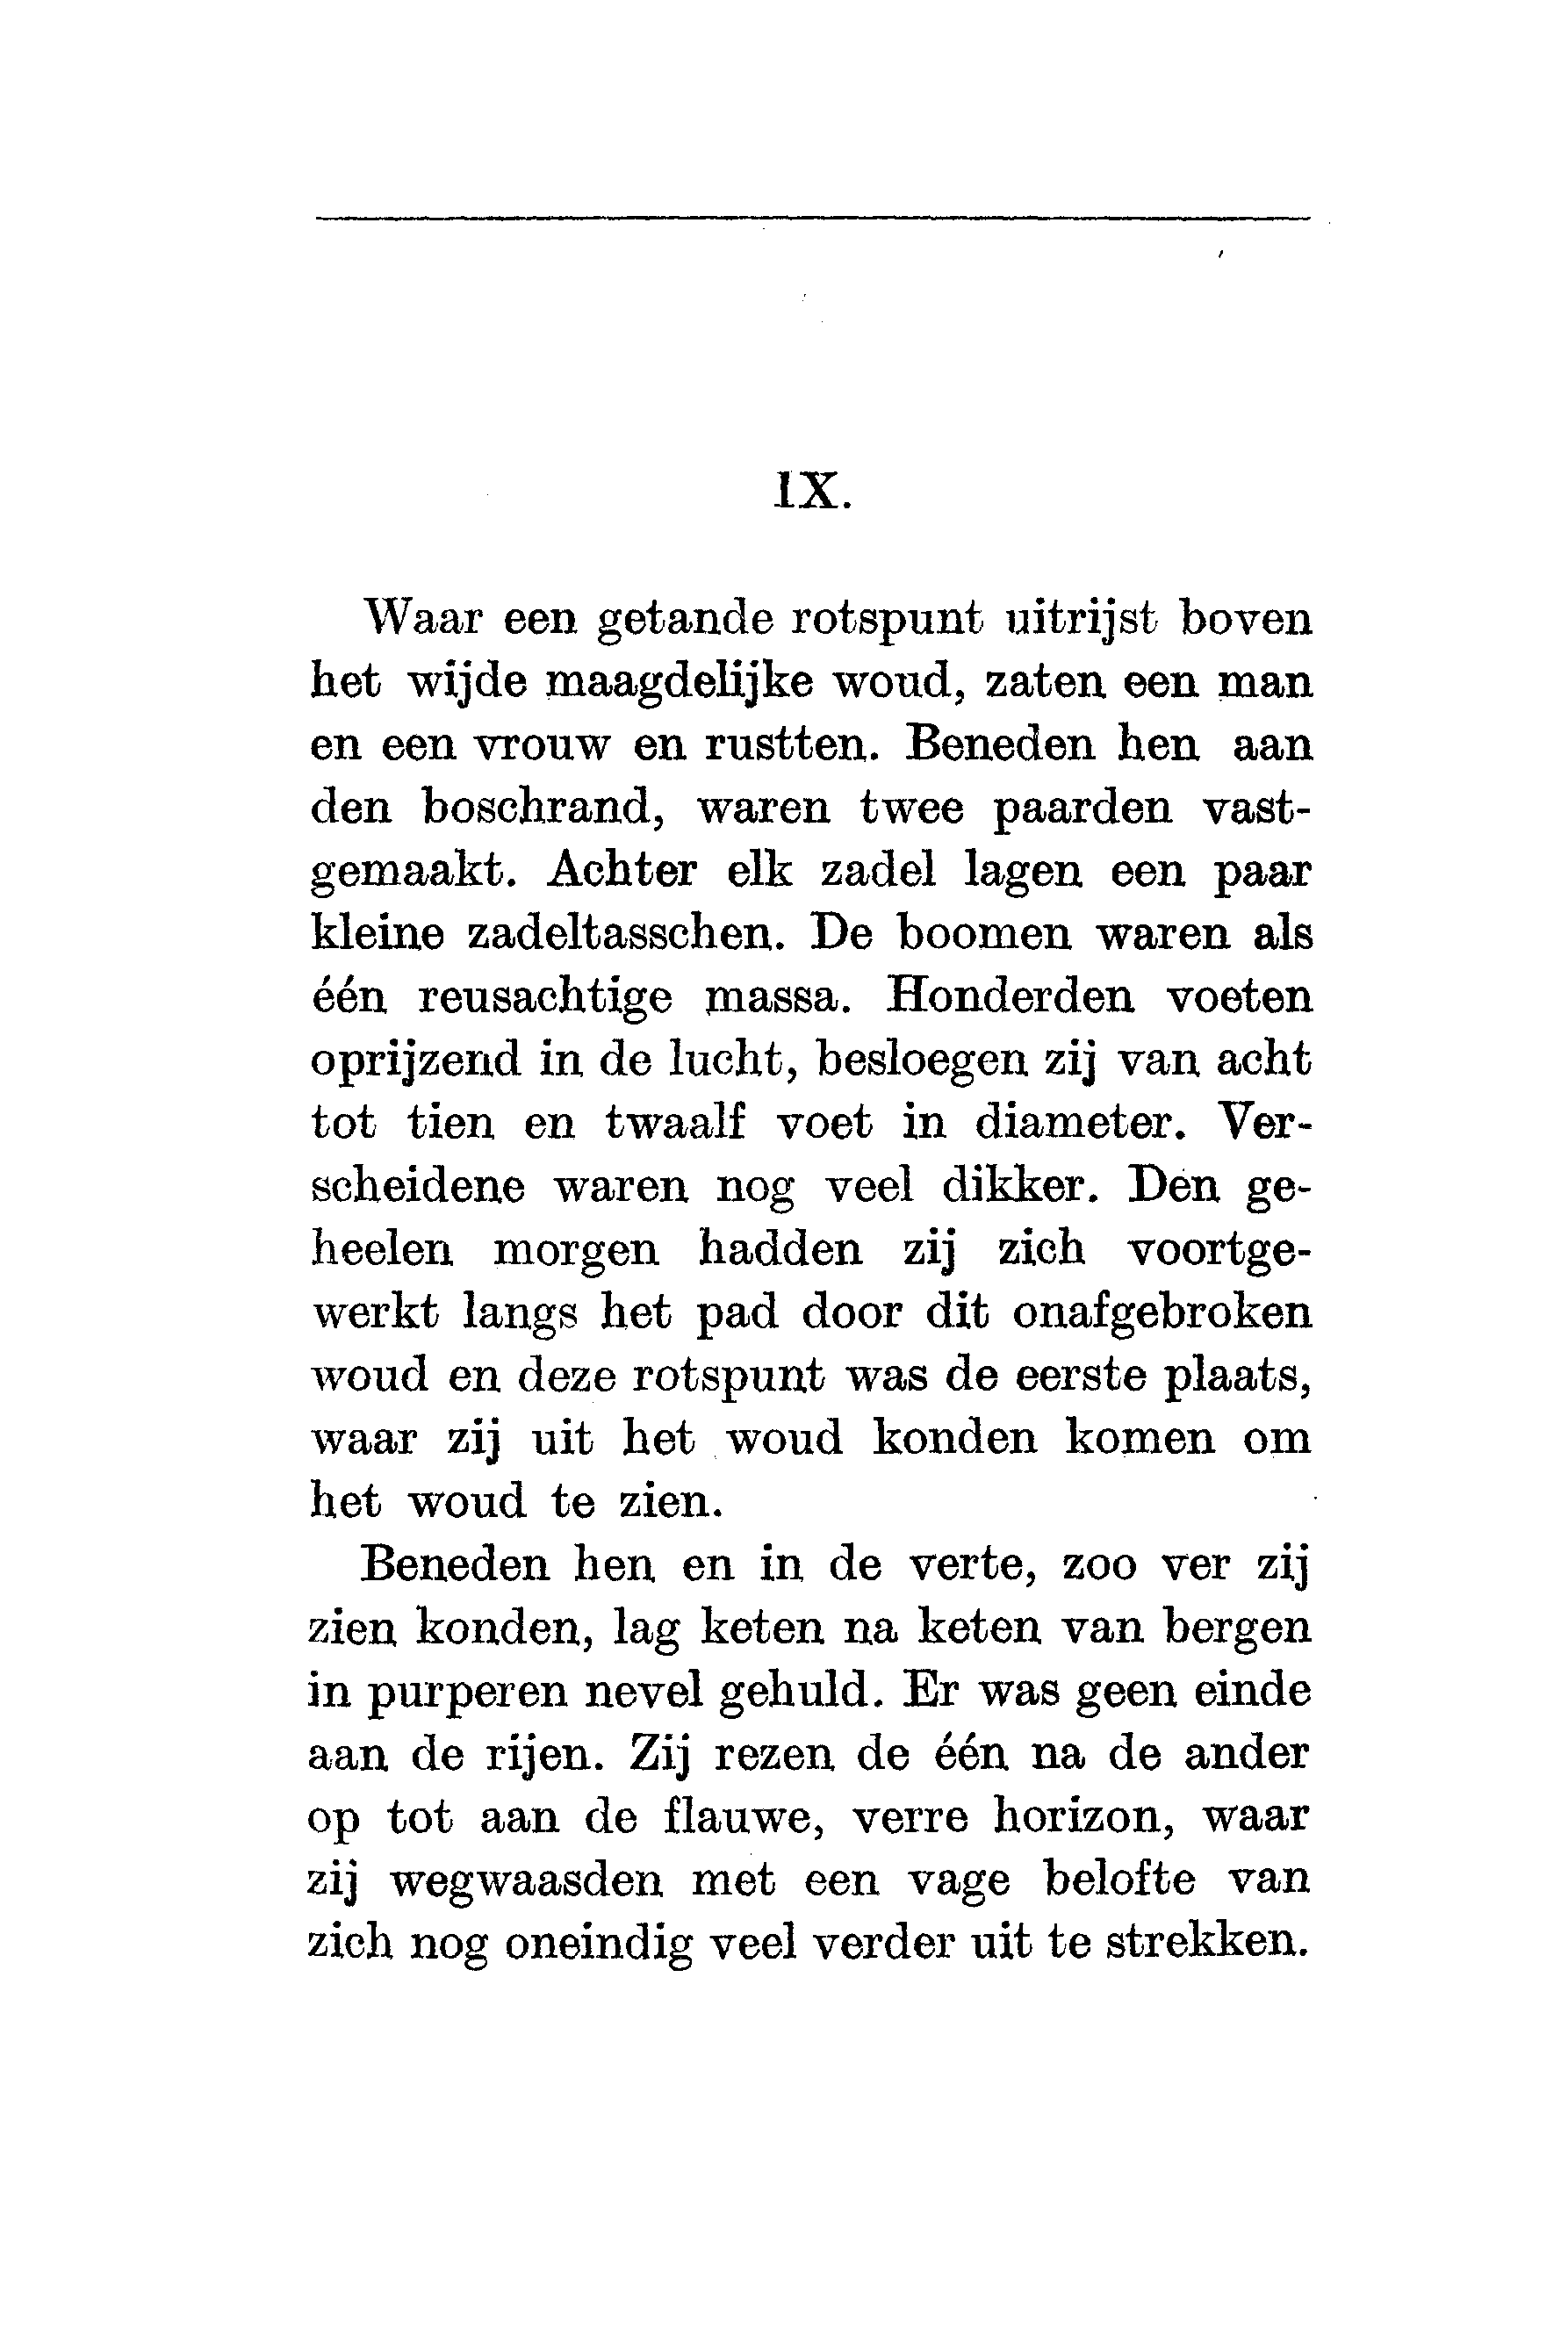 IX.
Waar een getande rotspunt uitrijst boven
het wijde maagdelijke woud, zaten een man
en een vrouw en rustten. Beneden hen aan
den boschrand, waren twee paarden vast-
gemaakt. Achter elk zadel lagen een paar
kleine zadeltasschen. De boomen waren als
één reusachtige massa. Honderden voeten
oprijzend in de lucht, besloegen zij van acht
tot tien en twaalf voet in diameter. Ver-
scheidene waren nog veel dikker. Den ge-
heelen morgen hadden zij zich voortge-
werkt langs het pad door dit onafgebroken
woud en deze rotspunt was de eerste plaats,
waar zij uit het woud konden komen om
het woud te zien.
Beneden hen en in de verte, zoo ver zij
zien konden, lag keten na keten van bergen
in purperen nevel gehuld. Er was geen einde
aan de rijen. Zij rezen de één na de ander
op tot aan de flauwe, verre horizon, waar
zij wegwaasden met een vage belofte van
zich nog oneindig veel verder uit te strekken.